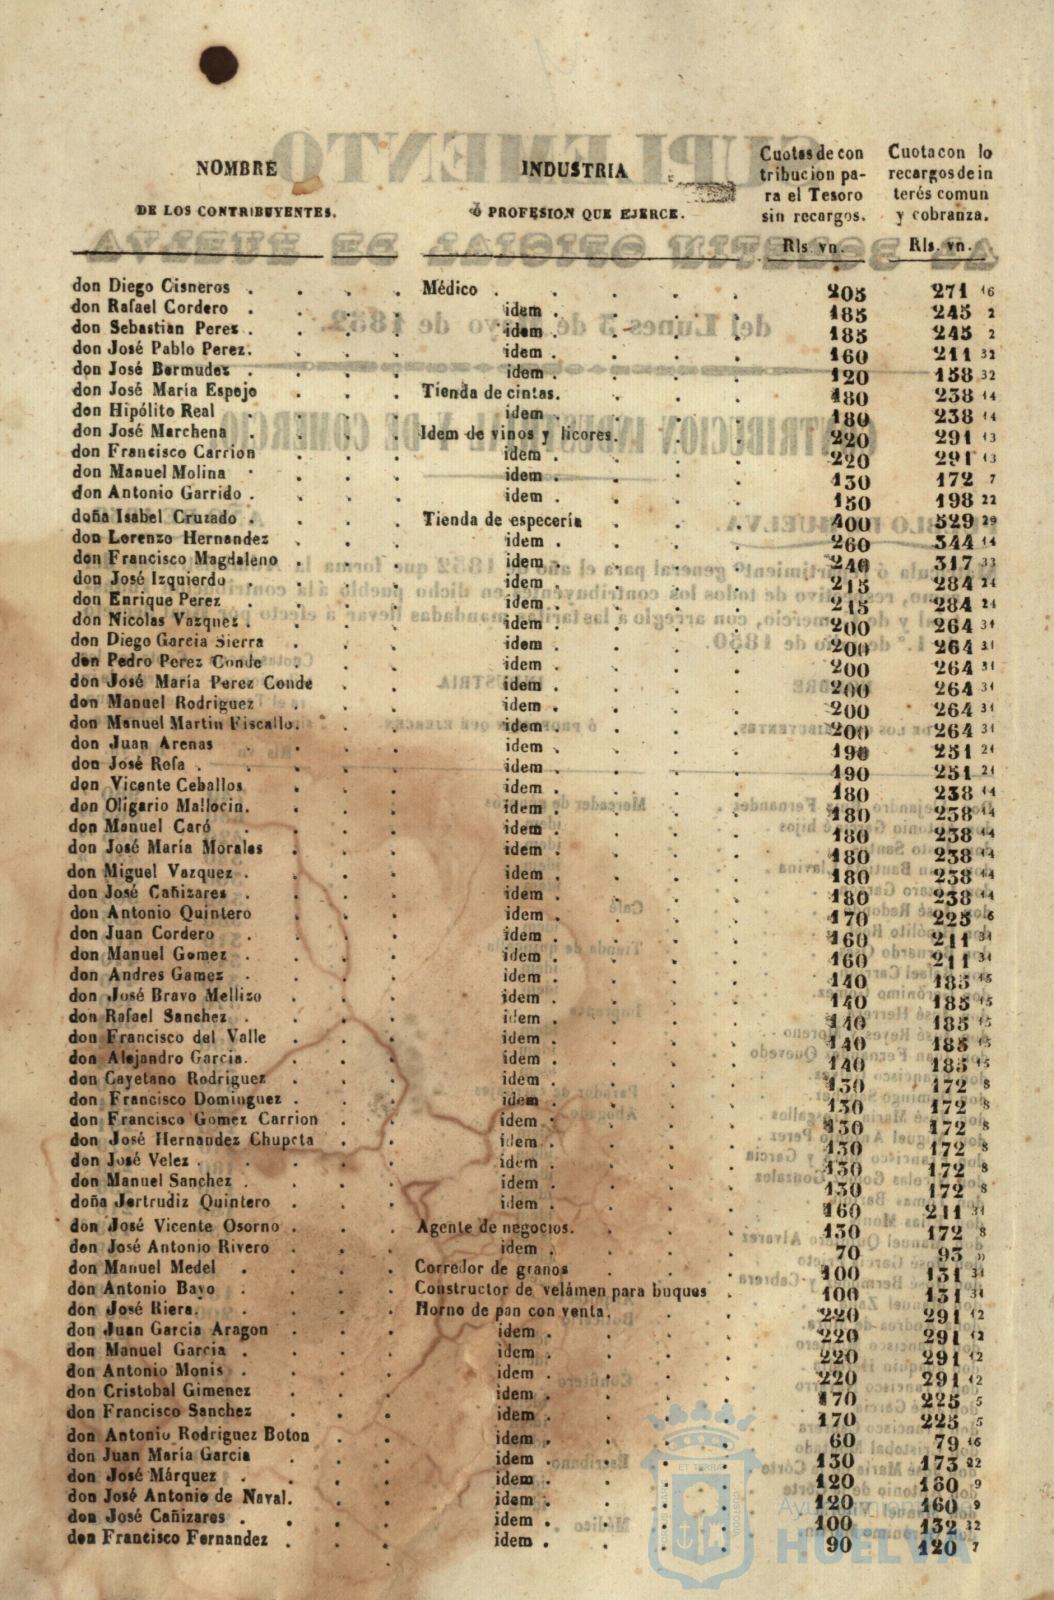 NOMBRE
DE LOS CONTRIBUYENTES.
INDUSTRIA
ó PROFESION QUE EJERCE.
Cuotas de con
tribucion pa-
ra el Tesoro
sin recargos.
Rls. vn.
Cuota con lo
recargos de in
terés comun
y cobranza.
Rls. vn.
don Diego Cisneros . . . . Médico . . . . . . 205 271 16
don Rafael Cordero . . . . idem . . . . . 185 245 2
don Sebastian Perez . . . . idem . . . . . 185 245 2
don José Pablo Perez. . . . idem . . . . . 160 211 32
don José Bermudez . . . . idem . . . . . 120 158 32
don José María Espejo . . . Tienda de cintas. . . . . 180 238 14
don Hipólito Real . . . . idem . . . . . 180 238 14
don José Marchena . . . . Idem de vinos y licores. . . . 220 291 13
don Francisco Carrion . . . idem . . . . . 220 291 13
don Manuel Molina . . . . idem . . . . . 130 172 7
don Antonio Garrido . . . . idem . . . . . 150 198 22
doña Isabel Cruzado . . . . Tienda de especería . . . 400 529 29
don Lorenzo Hernandez . . . idem . . . . . 260 344 14
don Francisco Magdaleno . . . idem . . . . . 240 317 33
don José Izquierdo . . . . idem . . . . . 215 284 24
don Enrique Perez . . . . idem . . . . . 215 284 24
don Nicolas Vazquez . . . . idem . . . . . 200 264 31
don Diego Garcia Sierra . . . idem . . . . . 200 264 31
don Pedro Perez Conde . . . idem . . . . . 200 264 31
don José María Perez Conde . . idem . . . . . 200 264 31
don Manuel Rodriguez . . . idem . . . . . 200 264 31
don Manuel Martin Fiscallo. . . idem . . . . . 200 264 31
don Juan Arenas . . . . idem . . . . . 190 251 21
don José Rofa . . . . . idem . . . . . 190 251 21
don Vicente Ceballos . . . idem . . . . . 180 238 14
don Oligario Mallocin. . . . idem . . . . . 180 238 14
don Manuel Caró . . . . idem . . . . . 180 238 14
don José María Morales . . . idem . . . . . 180 238 14
don Miguel Vazquez . . . . idem . . . . . 180 238 14
don José Cañizares . . . . idem . . . . . 180 238 14
don Antonio Quintero . . . idem . . . . . 170 225 6
don Juan Cordero . . . . idem . . . . . 160 211 31
don Manuel Gomez . . . . idem . . . . . 160 211 31
don Andres Gamez . . . . idem . . . . . 140 185 15
don José Bravo Mellizo . . . idem . . . . . 140 185 15
don Rafael Sanchez . . . . idem . . . . . 140 185 15
don Francisco del Valle . . . idem . . . . . 140 185 15
don Alejandro Garcia. . . . idem . . . . . 140 185 15
don Cayetano Rodriguez . . . idem . . . . . 130 172 8
don Francisco Dominguez . . . idem . . . . . 130 172 8
don Francisco Gomez Carrion . . idem . . . . . 130 172 8
don José Hernandez Chupeta . . idem . . . . . 130 172 8
don José Velez . . . . . idem . . . . . 130 172 8
don Manuel Sanchez . . . . idem . . . . . 130 172 8
doña Jertrudiz Quintero . . . idem . . . . . 160 211 31
don José Vicente Osorno . . . Agente de negocios. . . . . 130 172 8
don José Antonio Rivero . . . idem . . . . . 70 93 »
don Manuel Medel . . . . Corredor de granos . . . . 100 131 31
don Antonio Bayo . . . . Constructor de velámen para buques . 100 131 31
don José Riera. . . . . Horno de pan con venta. . . . 220 291 12
don Juan Garcia Aragon . . . idem . . . . . 220 291 12
don Manuel Garcia . . . . idem . . . . . 220 291 12
don Antonio Monis . . . . idem . . . . . 220 291 12
don Cristobal Gimenez . . . idem . . . . . 170 225 5
don Francisco Sanchez . . . idem . . . . . 170 225 5
don Antonio Rodriguez Boton . . idem . . . . . 60 79 16
don Juan María Garcia . . . idem . . . . . 130 173 22
don José Márquez . . . . idem . . . . . 120 160 9
don José Antonio de Naval. . . idem . . . . . 120 160 9
don José Cañizares . . . . idem . . . . . 100 132 32
don Francisco Fernandez . . . idem . . . . . 90 120 7
Ayuntamiento de
HUELVA